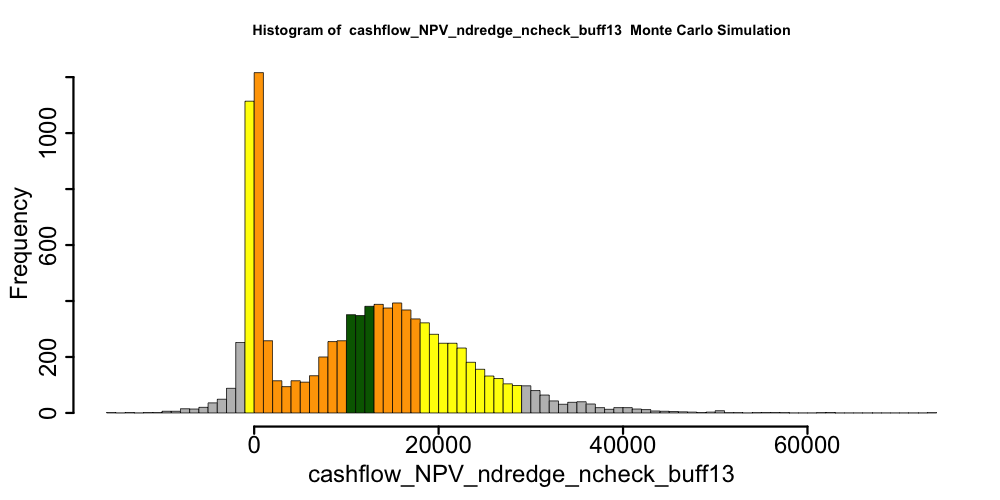 Histogram of  cashflow_NPV_ndredge_ncheck_buff13  Monte Carlo Simulation
Frequency
1000
600
200
0
0 20000 40000 60000
cashflow_NPV_ndredge_ncheck_buff13